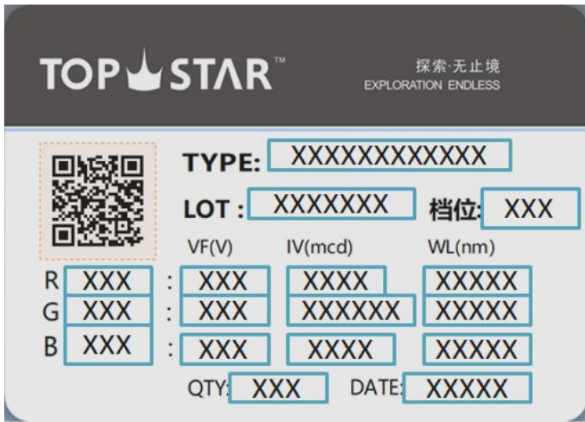 TOP STAR™
探索·无止境
EXPLORATION ENDLESS
TYPE: XXXXXXXXXXXX
LOT : XXXXXXX 档位: XXX
VF(V) IV(mcd) WL(nm)
R XXX : XXX XXXX XXXXX
G XXX : XXX XXXXXX XXXXX
B XXX : XXX XXXX XXXXX
QTY: XXX DATE: XXXXX